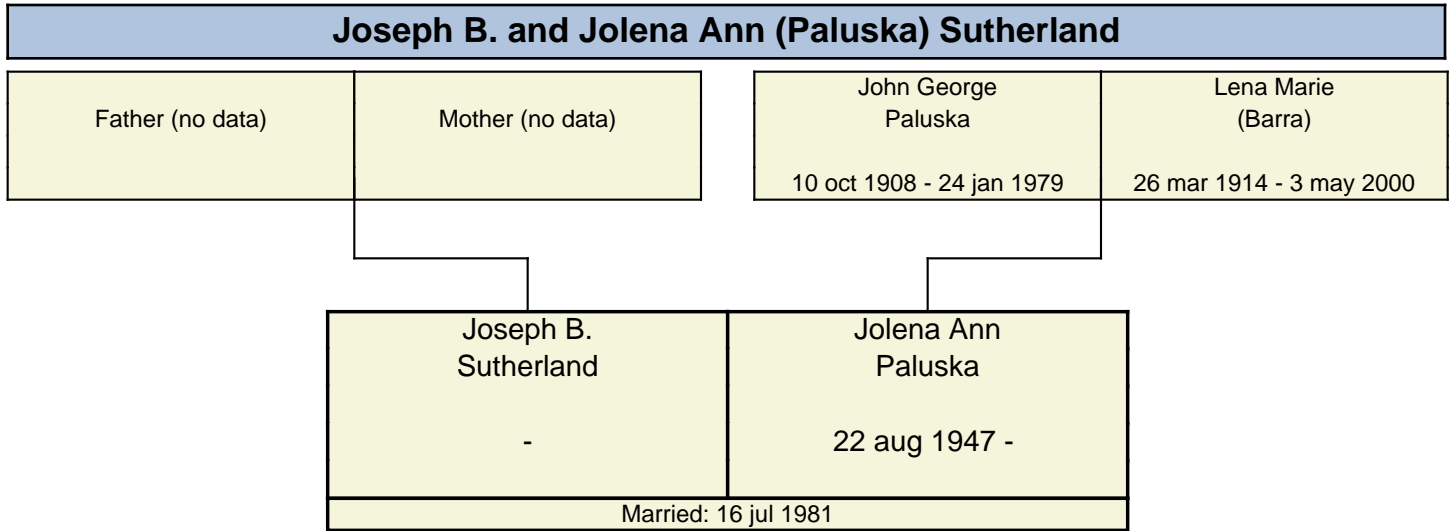 Joseph B. and Jolena Ann (Paluska) Sutherland
Father (no data)
Mother (no data)
John George
Paluska
10 oct 1908 - 24 jan 1979
Lena Marie
(Barra)
26 mar 1914 - 3 may 2000
Joseph B.
Sutherland
-
Jolena Ann
Paluska
22 aug 1947 -
Married: 16 jul 1981